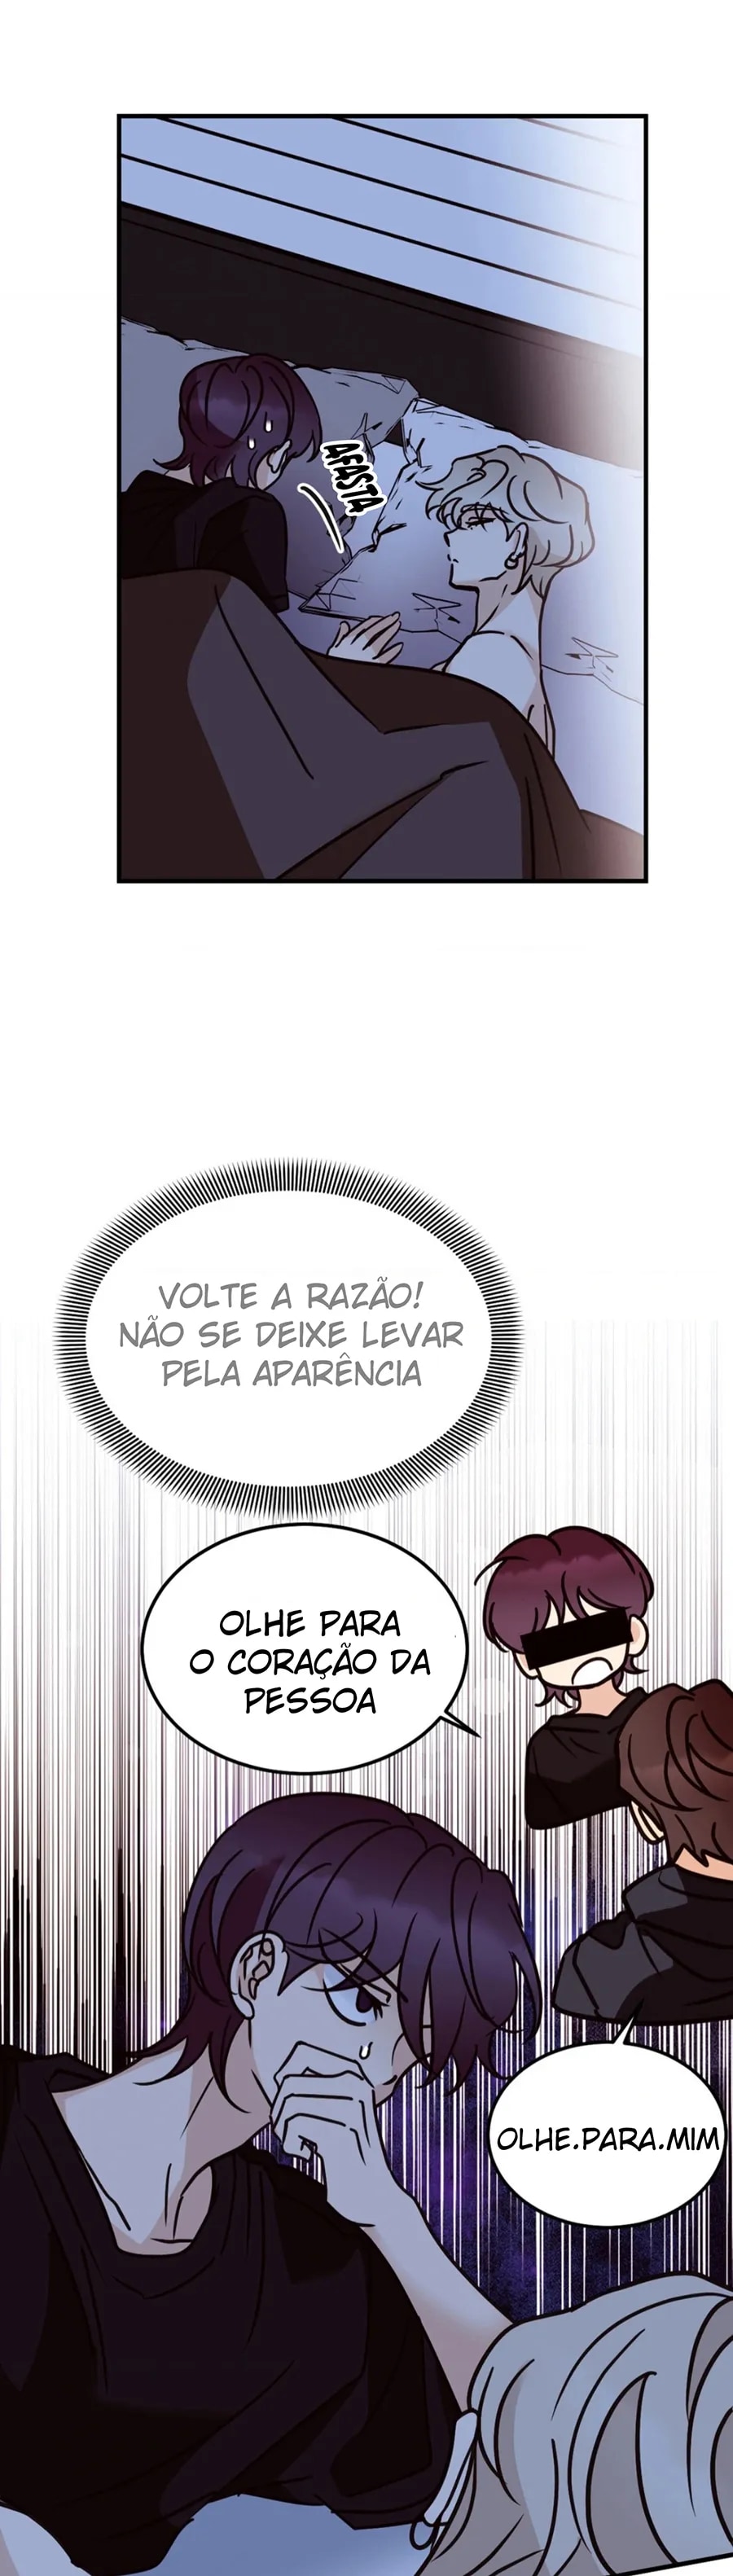 AFASTA
VOLTE A RAZÃO!
NÃO SE DEIXE LEVAR
PELA APARÊNCIA
OLHE PARA
O CORAÇÃO DA
PESSOA
OLHE.PARA.MIM